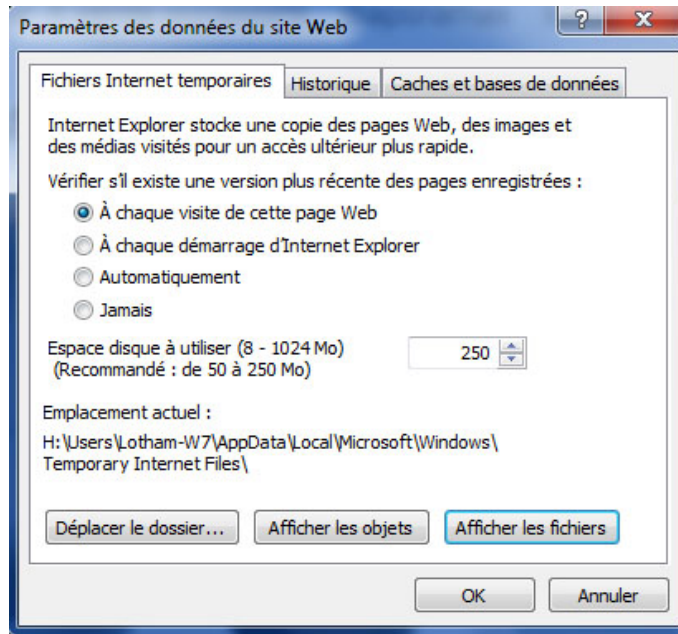 Paramètres des données du site Web
Fichiers Internet temporaires
Historique
Caches et bases de données
Internet Explorer stocke une copie des pages Web, des images et
des médias visités pour un accès ultérieur plus rapide.
Vérifier s'il existe une version plus récente des pages enregistrées :
À chaque visite de cette page Web
À chaque démarrage d'Internet Explorer
Automatiquement
Jamais
Espace disque à utiliser (8 - 1024 Mo)
250
(Recommandé : de 50 à 250 Mo)
Emplacement actuel :
H:\Users\Lotham-W7\AppData\Local\Microsoft\Windows\
Temporary Internet Files\
Déplacer le dossier...
Afficher les objets
Afficher les fichiers
OK
Annuler